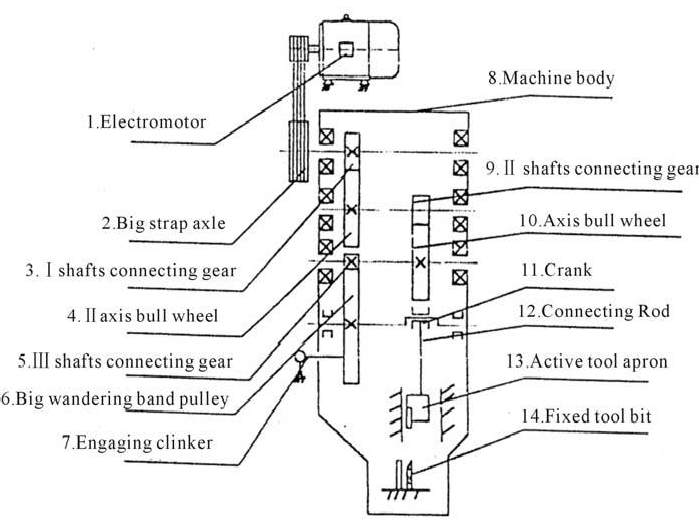 1.Electromotor
2.Big strap axle
3. I shafts connecting gear
4.II axis bull wheel
5.III shafts connecting gear
6.Big wandering band pulley
7.Engaging clinker
8.Machine body
9.II shafts connecting gear
10.Axis bull wheel
11.Crank
12.Connecting Rod
13.Active tool apron
14.Fixed tool bit